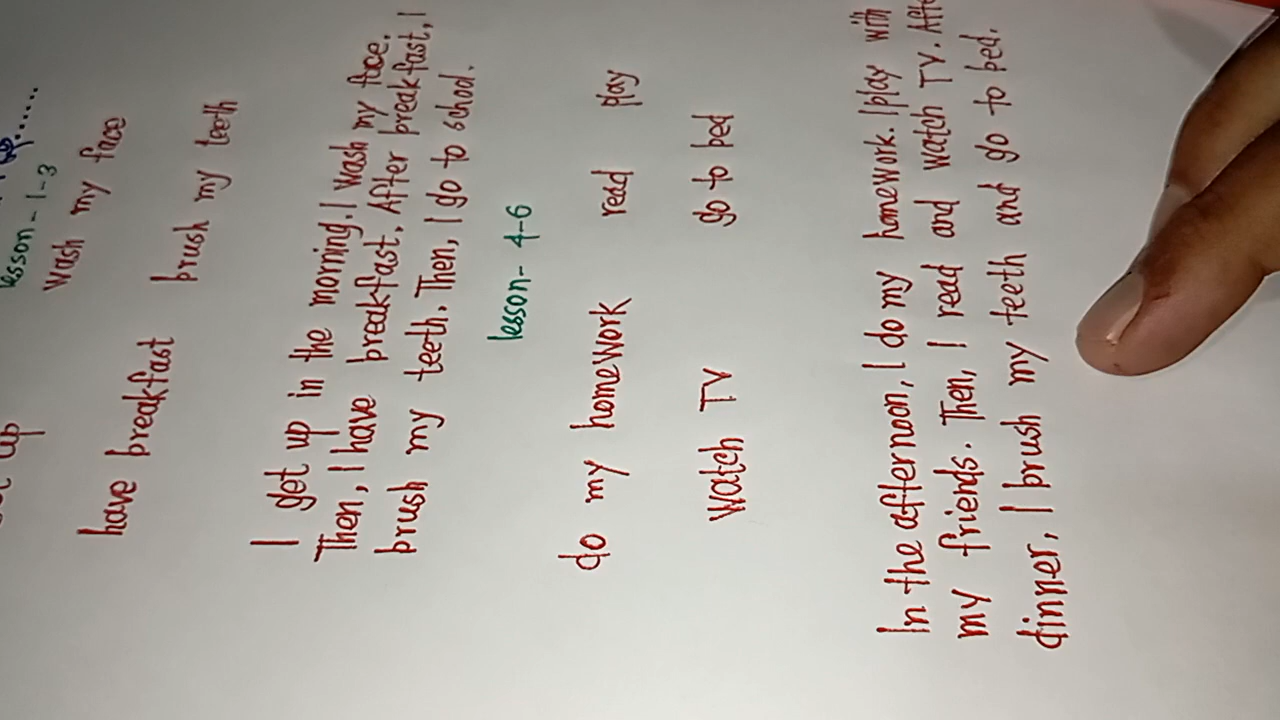 lesson - 1-3
up wash my face
have breakfast brush my teeth
I get up in the morning. I wash my face.
Then, I have breakfast. After breakfast, I
brush my teeth. Then, I go to school.
lesson- 4-6
do my homework read play
watch TV go to bed
In the afternoon, I do my homework. I play with
my friends. Then, I read and watch TV. Afte
dinner, I brush my teeth and go to bed.